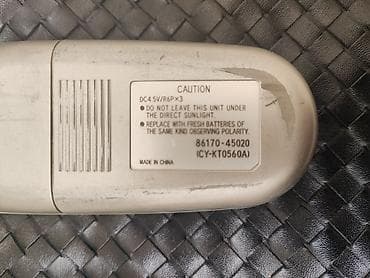 CAUTION
DC4.5V/R6P×3
● DO NOT LEAVE THIS UNIT UNDER
THE DIRECT SUNLIGHT.
● REPLACE WITH FRESH BATTERIES OF
THE SAME KIND OBSERVING POLARITY.
86170-45020
(CY-KT0560A)
MADE IN CHINA